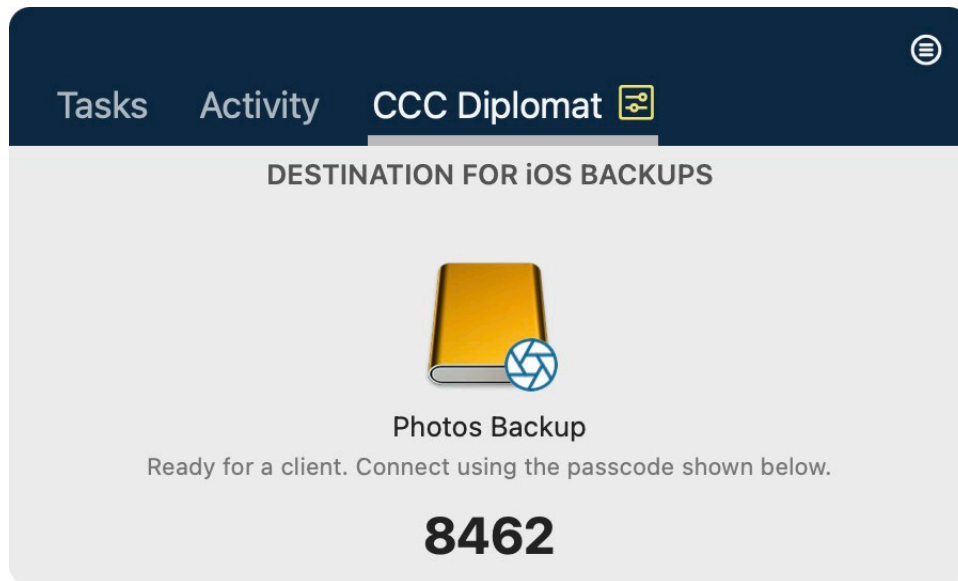 Tasks Activity CCC Diplomat
DESTINATION FOR iOS BACKUPS
Photos Backup
Ready for a client. Connect using the passcode shown below.
8462